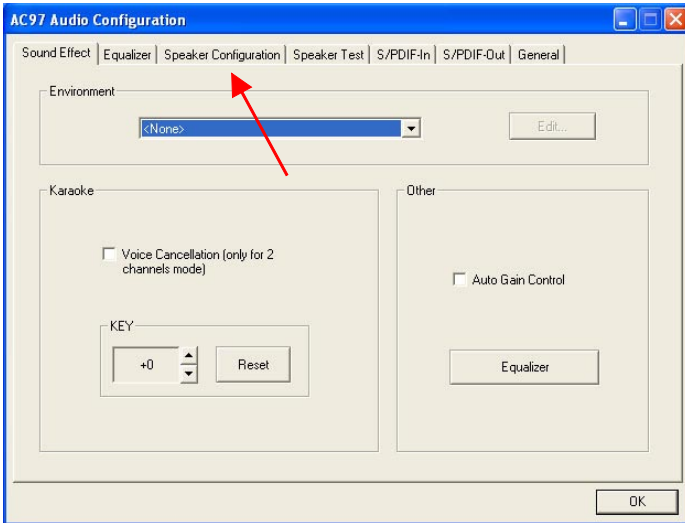 AC97 Audio Configuration
Sound Effect Equalizer Speaker Configuration Speaker Test S/PDIF-In S/PDIF-Out General
Environment
<None>
Edit...
Karaoke
Voice Cancellation (only for 2
channels mode)
KEY
+0
Reset
Other
Auto Gain Control
Equalizer
OK